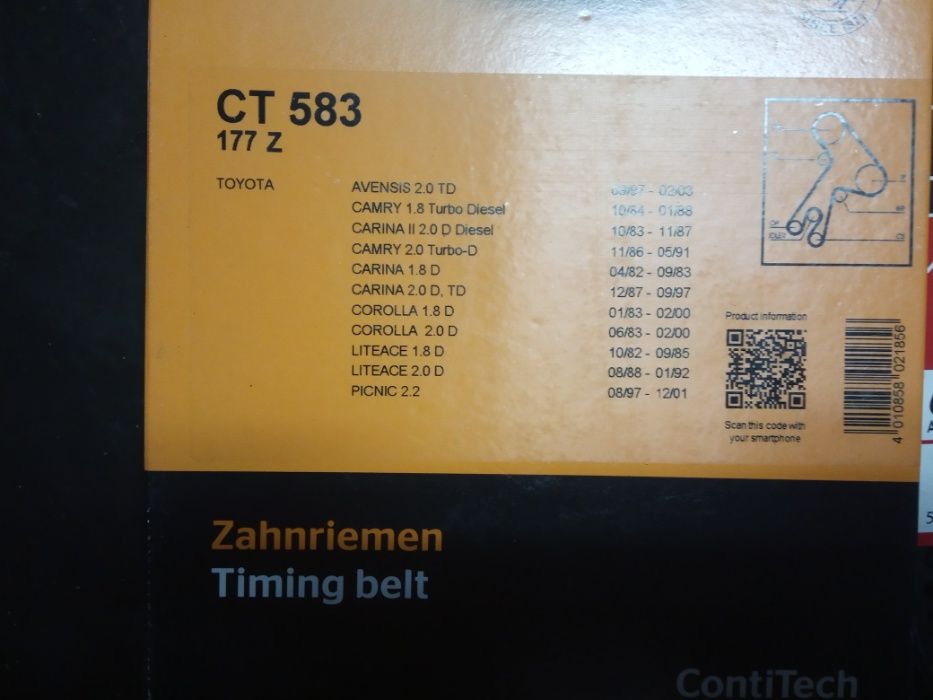 CT 583
177 Z
TOYOTA
AVENSIS 2.0 TD 09/97 - 02/03
CAMRY 1.8 Turbo Diesel 10/84 - 01/88
CARINA II 2.0 D Diesel 10/83 - 11/87
CAMRY 2.0 Turbo-D 11/86 - 05/91
CARINA 1.8 D 04/82 - 09/83
CARINA 2.0 D, TD 12/87 - 09/97
COROLLA 1.8 D 01/83 - 02/00
COROLLA 2.0 D 06/83 - 02/00
LITEACE 1.8 D 10/82 - 09/85
LITEACE 2.0 D 08/88 - 01/92
PICNIC 2.2 08/97 - 12/01
Product information
Scan this code with
your smartphone
4 010858 021856
Zahnriemen
Timing belt
ContiTech